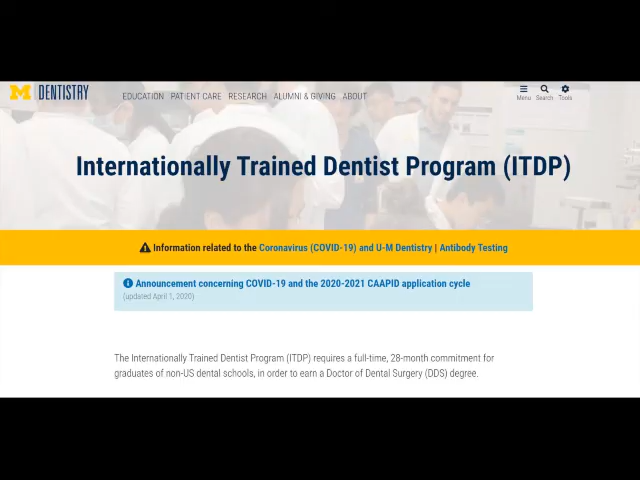 M DENTISTRY
EDUCATION PATIENT CARE RESEARCH ALUMNI & GIVING ABOUT
Menu Search Tools
Internationally Trained Dentist Program (ITDP)
Information related to the Coronavirus (COVID-19) and U-M Dentistry | Antibody Testing
Announcement concerning COVID-19 and the 2020-2021 CAAPID application cycle
(updated April 1, 2020)
The Internationally Trained Dentist Program (ITDP) requires a full-time, 28-month commitment for
graduates of non-US dental schools, in order to earn a Doctor of Dental Surgery (DDS) degree.